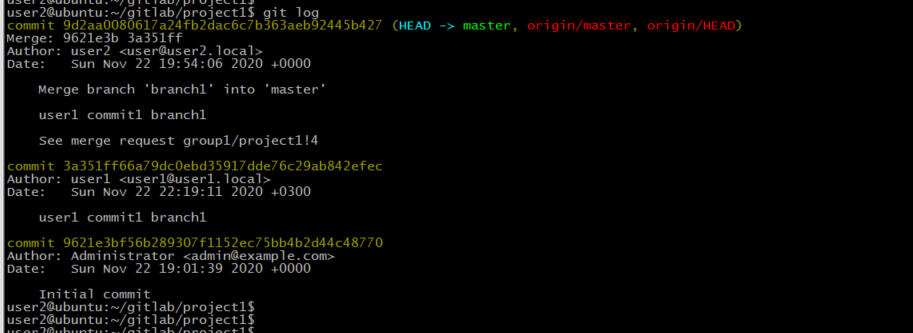 user2@ubuntu:~/gitlab/project1$
user2@ubuntu:~/gitlab/project1$ git log
commit 9d2aa0080617a24fb2dac6c7b363aeb92445b427 (HEAD -> master, origin/master, origin/HEAD)
Merge: 9621e3b 3a351ff
Author: user2 <user@user2.local>
Date:   Sun Nov 22 19:54:06 2020 +0000
    Merge branch 'branch1' into 'master'
    user1 commit1 branch1
    See merge request group1/project1!4
commit 3a351ff66a79dc0ebd35917dde76c29ab842efec
Author: user1 <user1@user1.local>
Date:   Sun Nov 22 22:19:11 2020 +0300
    user1 commit1 branch1
commit 9621e3bf56b289307f1152ec75bb4b2d44c48770
Author: Administrator <admin@example.com>
Date:   Sun Nov 22 19:01:39 2020 +0000
    Initial commit
user2@ubuntu:~/gitlab/project1$
user2@ubuntu:~/gitlab/project1$
user2@ubuntu:~/gitlab/project1$